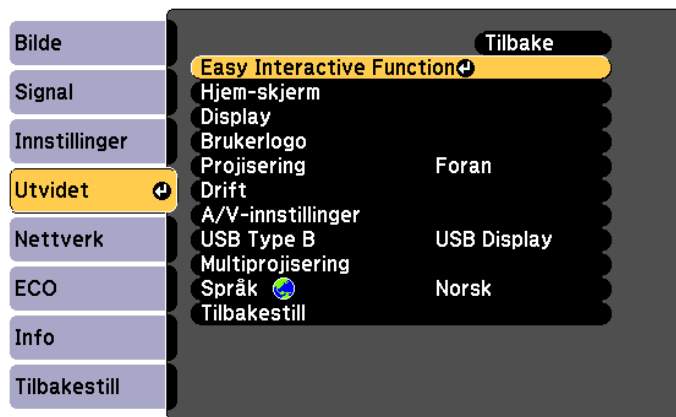 Bilde
Signal
Innstillinger
Utvidet
Nettverk
ECO
Info
Tilbakestill
Tilbake
Easy Interactive Function
Hjem-skjerm
Display
Brukerlogo
Projisering Foran
Drift
A/V-innstillinger
USB Type B USB Display
Multiprojisering
Språk Norsk
Tilbakestill